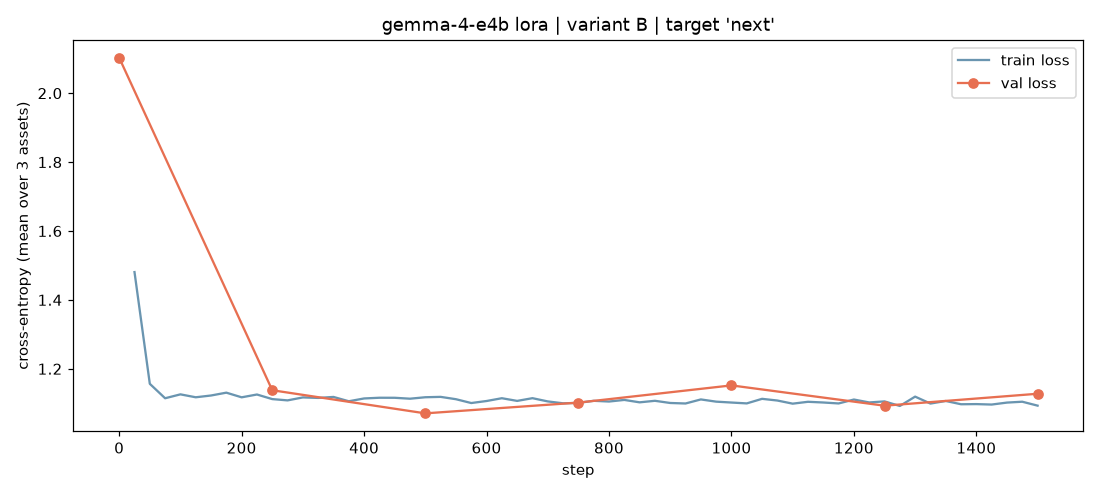 gemma-4-e4b lora | variant B | target 'next'
train loss
val loss
cross-entropy (mean over 3 assets)
2.0
1.8
1.6
1.4
1.2
0 200 400 600 800 1000 1200 1400
step